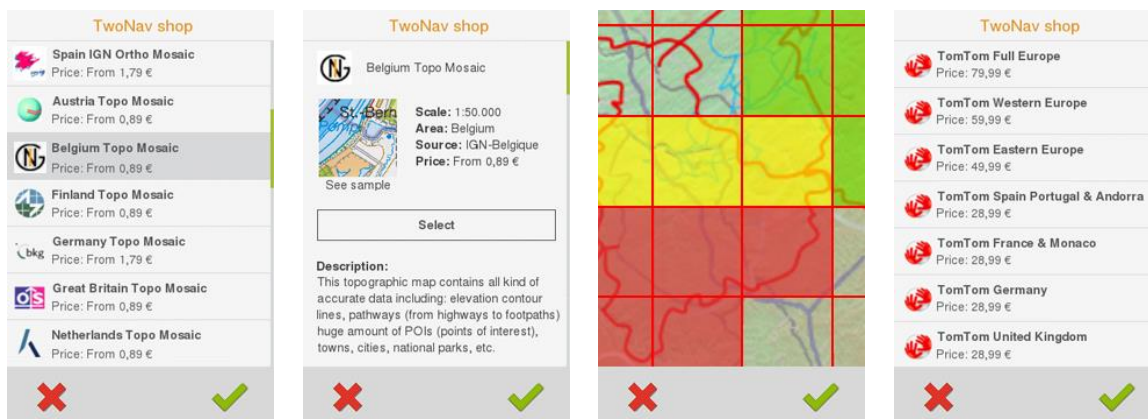 TwoNav shop
Spain IGN Ortho Mosaic
Price: From 1,79 €
Austria Topo Mosaic
Price: From 0,89 €
Belgium Topo Mosaic
Price: From 0,89 €
Finland Topo Mosaic
Price: From 0,89 €
bkg
Germany Topo Mosaic
Price: From 1,79 €
OS
Great Britain Topo Mosaic
Price: From 0,89 €
Netherlands Topo Mosaic
Price: From 0,89 €
TwoNav shop
Belgium Topo Mosaic
St.-Bern
Scale: 1:50.000
Area: Belgium
Source: IGN-Belgique
Price: From 0,89 €
See sample
Select
Description:
This topographic map contains all kind of
accurate data including: elevation contour
lines, pathways (from highways to footpaths)
huge amount of POIs (points of interest),
towns, cities, national parks, etc.
TwoNav shop
TomTom Full Europe
Price: 79,99 €
TomTom Western Europe
Price: 59,99 €
TomTom Eastern Europe
Price: 49,99 €
TomTom Spain Portugal & Andorra
Price: 28,99 €
TomTom France & Monaco
Price: 28,99 €
TomTom Germany
Price: 28,99 €
TomTom United Kingdom
Price: 28,99 €